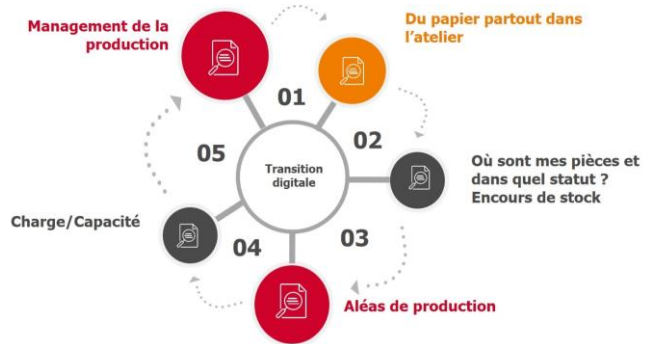 Management de la
production
Du papier partout dans
l’atelier
01
02
Où sont mes pièces et
dans quel statut ?
Encours de stock
03
Aléas de production
04
Charge/Capacité
05
Transition
digitale